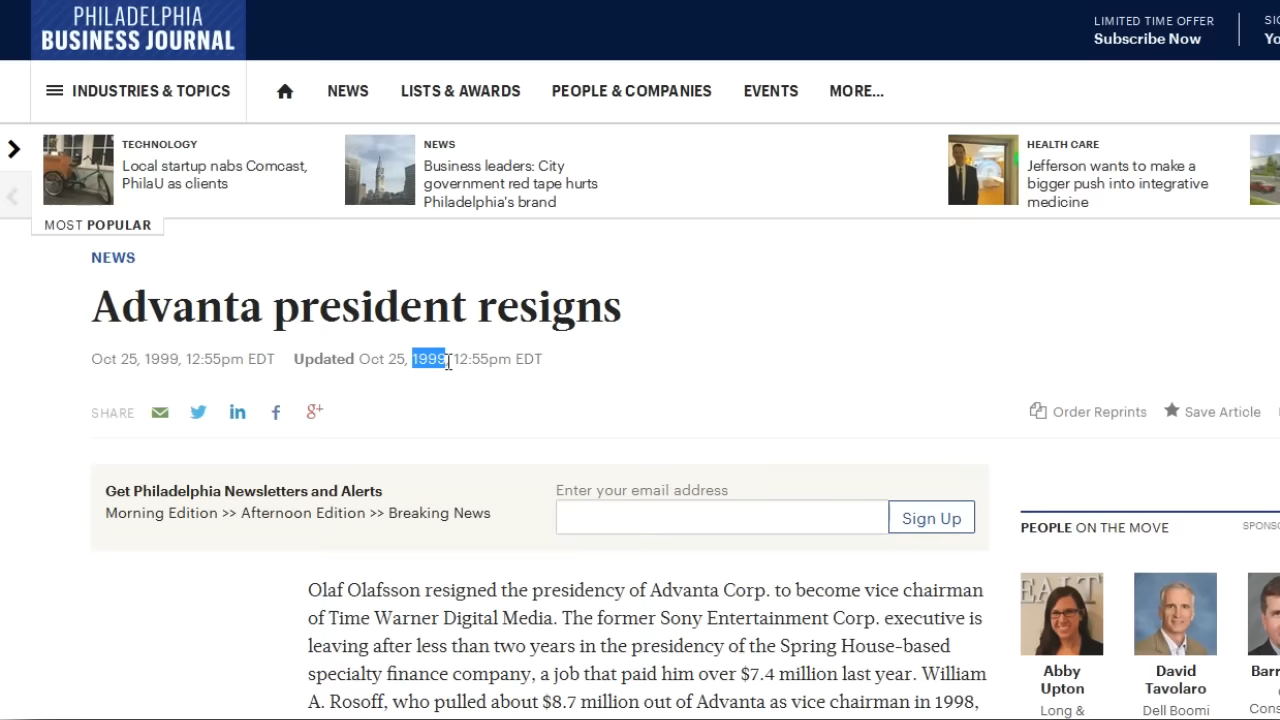 PHILADELPHIA
BUSINESS JOURNAL
LIMITED TIME OFFER
Subscribe Now
INDUSTRIES & TOPICS
NEWS
LISTS & AWARDS
PEOPLE & COMPANIES
EVENTS
MORE...
TECHNOLOGY
Local startup nabs Comcast,
PhilaU as clients
NEWS
Business leaders: City
government red tape hurts
Philadelphia's brand
HEALTH CARE
Jefferson wants to make a
bigger push into integrative
medicine
MOST POPULAR
NEWS
Advanta president resigns
Oct 25, 1999, 12:55pm EDT Updated Oct 25, 1999, 12:55pm EDT
SHARE
Order Reprints
Save Article
Get Philadelphia Newsletters and Alerts
Morning Edition >> Afternoon Edition >> Breaking News
Enter your email address
Sign Up
PEOPLE ON THE MOVE
Olaf Olafsson resigned the presidency of Advanta Corp. to become vice chairman
of Time Warner Digital Media. The former Sony Entertainment Corp. executive is
leaving after less than two years in the presidency of the Spring House-based
specialty finance company, a job that paid him over $7.4 million last year. William
A. Rosoff, who pulled about $8.7 million out of Advanta as vice chairman in 1998,
Abby
Upton
Long &
David
Tavolaro
Dell Boomi